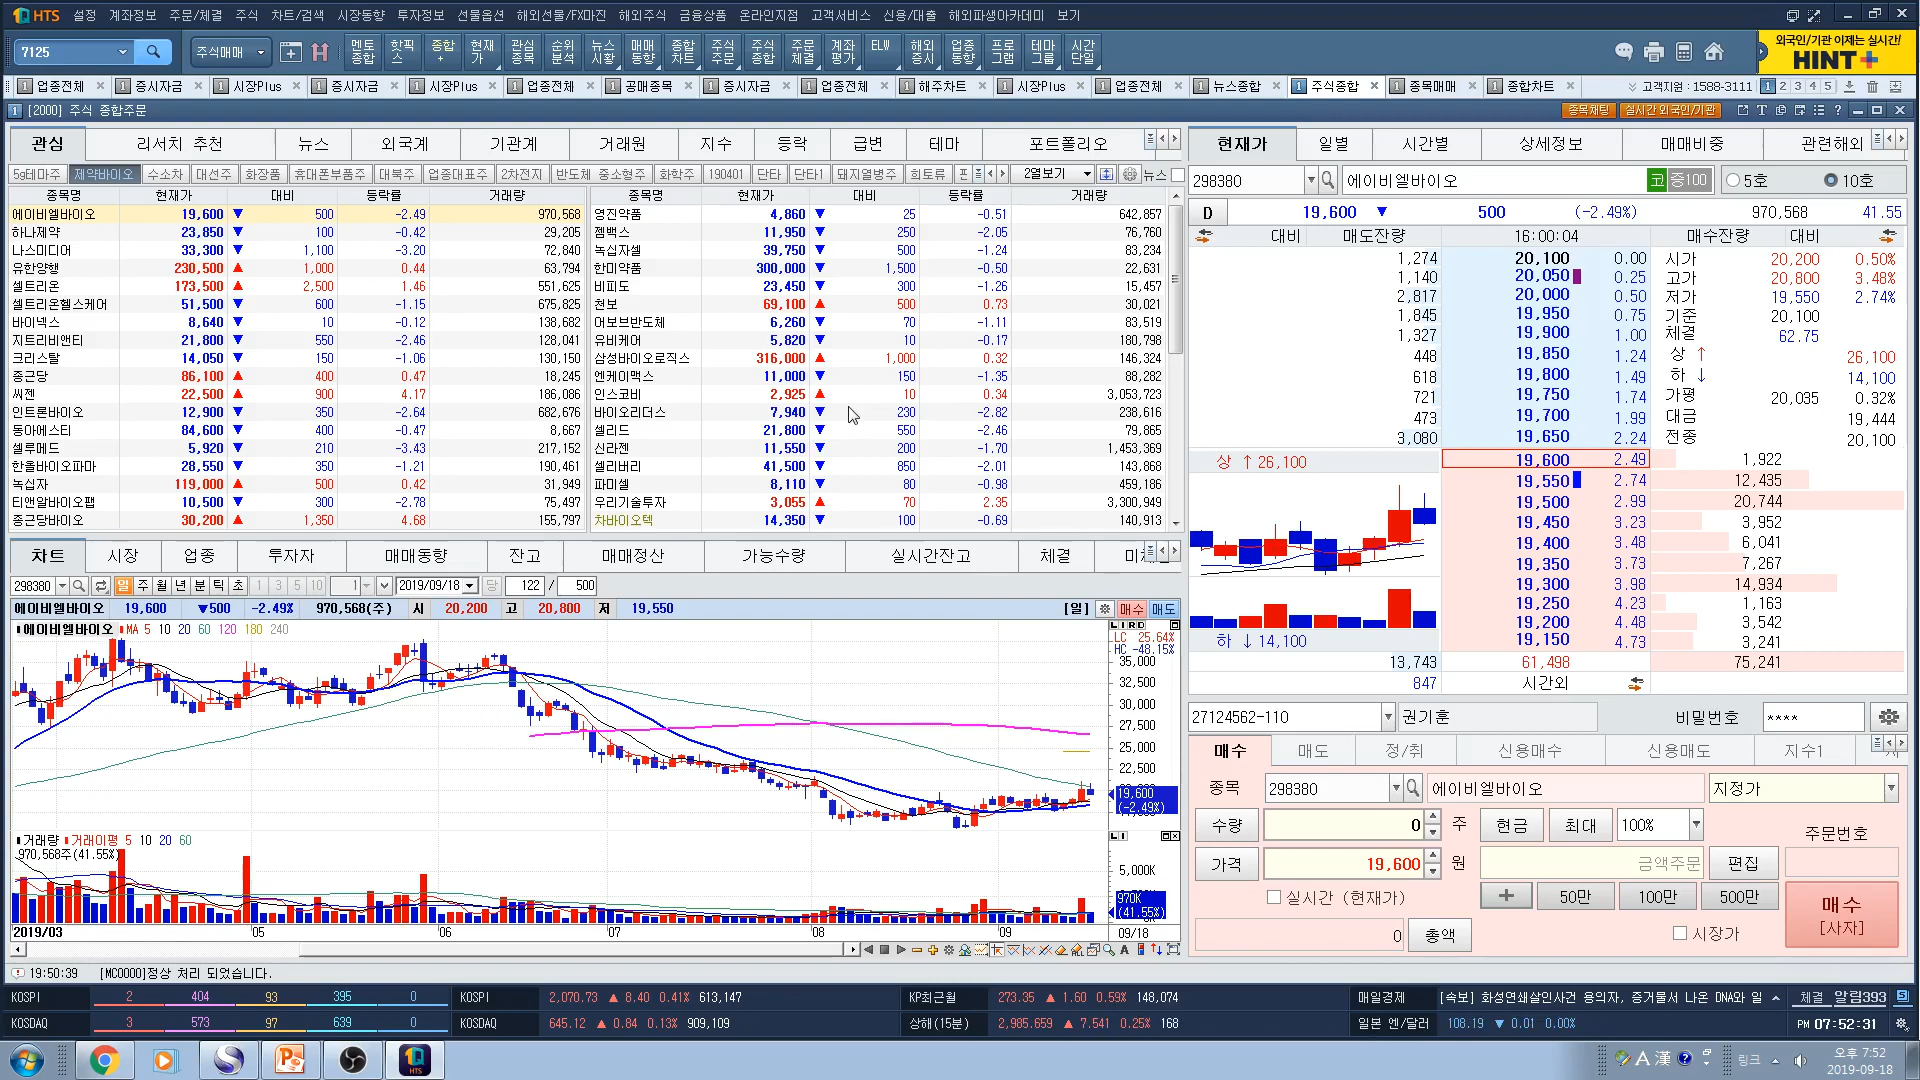 HTS 설정 계좌정보 주문/체결 주식 차트/검색 시장동향 투자정보 선물옵션 해외선물/FX마진 해외주식 금융상품 온라인지점 고객서비스 신용/대출 해외파생아카데미 보기
7125 주식매매 멘토종합 핫픽스 종합+ 현재가 관심종목 순위분석 뉴스시황 매매동향 종합차트 주식주문 주식종합 주문체결 계좌평가 ELW 해외증시 업종동향 프로그램 테마그룹 시간단일
외국인/기관 이제는 실시간!
HINT+
1 업종전체 1 증시자금 1 시장Plus 1 증시자금 1 시장Plus 1 업종전체 1 공매종목 1 증시자금 1 업종전체 1 해주차트 1 시장Plus 1 업종전체 1 뉴스종합 1 주식종합 1 종목매매 1 종합차트 고객지원 : 1588-3111 1 2 3 4 5
1 [2000] 주식 종합주문 종목채팅 실시간 외국인/기관
관심 리서치 추천 뉴스 외국계 기관계 거래원 지수 등락 급변 테마 포트폴리오
5g테마주 제약바이오 수소차 대선주 화장품 휴대폰부품주 대북주 업종대표주 2차전지 반도체 중소형주 화학주 190401 단타 단타1 돼지열병주 희토류 2열보기 뉴스
종목명 현재가 대비 등락률 거래량 종목명 현재가 대비 등락률 거래량
에이비엘바이오 19,600 ▼ 500 -2.49 970,568 영진약품 4,860 ▼ 25 -0.51 642,857
하나제약 23,850 ▼ 100 -0.42 29,205 젬백스 11,950 ▼ 250 -2.05 76,760
나스미디어 33,300 ▼ 1,100 -3.20 72,840 녹십자셀 39,750 ▼ 500 -1.24 83,234
유한양행 230,500 ▲ 1,000 0.44 63,794 한미약품 300,000 ▼ 1,500 -0.50 22,631
셀트리온 173,500 ▲ 2,500 1.46 551,625 비피도 23,450 ▼ 300 -1.26 15,457
셀트리온헬스케어 51,500 ▼ 600 -1.15 675,825 천보 69,100 ▲ 500 0.73 30,021
바이넥스 8,640 ▼ 10 -0.12 138,682 어보브반도체 6,260 ▼ 70 -1.11 83,519
지트리비앤티 21,800 ▼ 550 -2.46 128,041 유비케어 5,820 ▼ 10 -0.17 180,798
크리스탈 14,050 ▼ 150 -1.06 130,150 삼성바이오로직스 316,000 ▲ 1,000 0.32 146,324
종근당 86,100 ▲ 400 0.47 18,245 엔케이맥스 11,000 ▼ 150 -1.35 88,282
씨젠 22,500 ▲ 900 4.17 186,086 인스코비 2,925 ▲ 10 0.34 3,053,723
인트론바이오 12,900 ▼ 350 -2.64 682,676 바이오리더스 7,940 ▼ 230 -2.82 238,616
동아에스티 84,600 ▼ 400 -0.47 8,667 셀리드 21,800 ▼ 550 -2.46 79,865
셀루메드 5,920 ▼ 210 -3.43 217,152 신라젠 11,550 ▼ 200 -1.70 1,453,369
한올바이오파마 28,550 ▼ 350 -1.21 190,461 셀리버리 41,500 ▼ 850 -2.01 143,868
녹십자 119,000 ▲ 500 0.42 31,949 파미셀 8,110 ▼ 80 -0.98 459,186
티앤알바이오팹 10,500 ▼ 300 -2.78 75,497 우리기술투자 3,055 ▲ 70 2.35 3,300,949
종근당바이오 30,200 ▲ 1,350 4.68 155,797 차바이오텍 14,350 ▼ 100 -0.69 140,913
차트 시장 업종 투자자 매매동향 잔고 매매정산 가능수량 실시간잔고 체결
298380 일 주 월 년 분 틱 초 1 3 5 10 1 2019/09/18 당 122 / 500
에이비엘바이오 19,600 ▼500 -2.49% 970,568(주) 시 20,200 고 20,800 저 19,550 [일] 매수 매도
에이비엘바이오 MA 5 10 20 60 120 180 240
LC 25.64%
HC -48.15%
35,000
32,500
30,000
27,500
25,000
22,500
19,600
(-2.49%)
거래량 거래이평 5 10 20 60
970,568주(41.55%)
5,000K
970K
(41.55%)
2019/03 05 06 07 08 09 09/18
현재가 일별 시간별 상세정보 매매비중 관련해외
298380 에이비엘바이오 코 증100 5호 10호
D 19,600 ▼ 500 (-2.49%) 970,568 41.55
대비 매도잔량 16:00:04 매수잔량 대비
1,274 20,100 0.00 시가 20,200 0.50%
1,140 20,050 0.25 고가 20,800 3.48%
2,817 20,000 0.50 저가 19,550 2.74%
1,845 19,950 0.75 기준 20,100
1,327 19,900 1.00 체결 62.75
448 19,850 1.24 상 ↑ 26,100
618 19,800 1.49 하 ↓ 14,100
721 19,750 1.74 가평 20,035 0.32%
473 19,700 1.99 대금 19,444
3,080 19,650 2.24 전종 20,100
상 ↑ 26,100 19,600 2.49 1,922
19,550 2.74 12,435
19,500 2.99 20,744
19,450 3.23 3,952
19,400 3.48 6,041
19,350 3.73 7,267
19,300 3.98 14,934
19,250 4.23 1,163
19,200 4.48 3,542
하 ↓ 14,100 19,150 4.73 3,241
13,743 61,498 75,241
847 시간외
27124562-110 권기훈 비밀번호 ****
매수 매도 정/취 신용매수 신용매도 지수1
종목 298380 에이비엘바이오 지정가
수량 0 주 현금 최대 100% 주문번호
가격 19,600 원 금액주문 편집
실시간 (현재가) + 50만 100만 500만 매수
[사자]
0 총액 시장가
19:50:39 [MC0000]정상 처리 되었습니다.
KOSPI 2 404 93 395 0 KOSPI 2,070.73 ▲ 8.40 0.41% 613,147 KP최근월 273.35 ▲ 1.60 0.59% 148,074 매일경제 [속보] 화성연쇄살인사건 용의자, 증거물서 나온 DNA와 일 체결 알림393
KOSDAQ 3 573 97 639 0 KOSDAQ 645.12 ▲ 0.84 0.13% 909,109 상해(15분) 2,985.659 ▲ 7.541 0.25% 168 일본 엔/달러 108.19 ▼ 0.01 0.00% PM 07:52:31
A 漢 링크 오후 7:52
2019-09-18